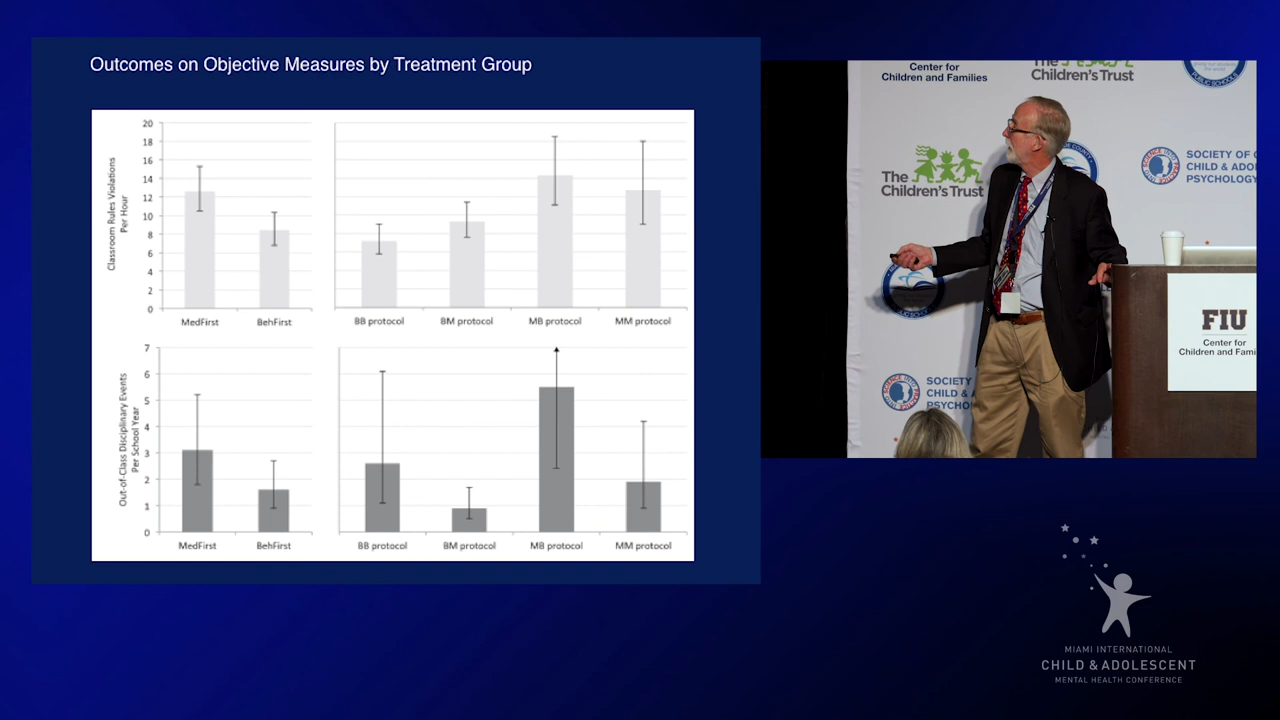 Outcomes on Objective Measures by Treatment Group
Classroom Rules Violations
Per Hour
20
18
16
14
12
10
8
6
4
2
0
MedFirst
BehFirst
BB protocol
BM protocol
MB protocol
MM protocol
Out-of-Class Disciplinary Events
Per School Year
7
6
5
4
3
2
1
0
MedFirst
BehFirst
BB protocol
BM protocol
MB protocol
MM protocol
Center for
Children and Families
The
Children's Trust
PUBLIC SCHOOLS
The
Children's Trust
COUNTY
SOCIETY OF
CHILD & ADO
PSYCHOLOGY
SOCIETY
CHILD &
PSYCHO
FIU
Center for
Children and Fami
MIAMI INTERNATIONAL
CHILD & ADOLESCENT
MENTAL HEALTH CONFERENCE